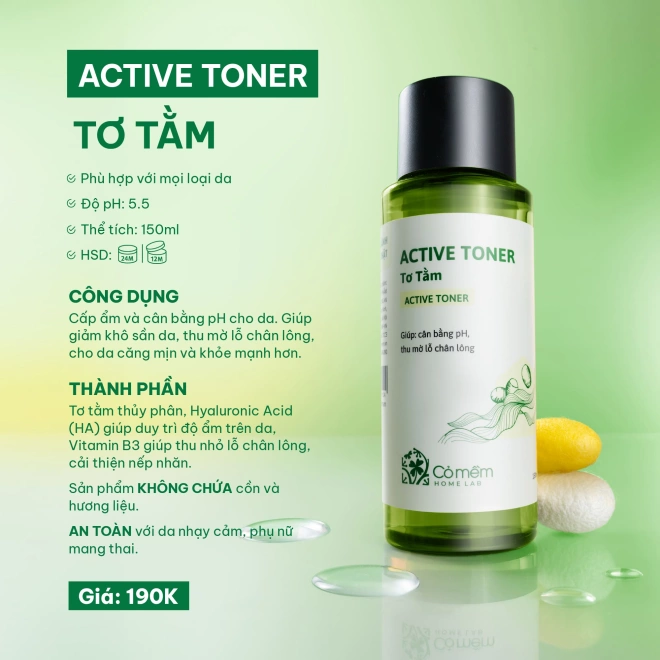 ACTIVE TONER
TƠ TẰM
Phù hợp với mọi loại da
Độ pH: 5.5
Thể tích: 150ml
HSD: 24M | 12M
CÔNG DỤNG
Cấp ẩm và cân bằng pH cho da. Giúp
giảm khô sần da, thu mờ lỗ chân lông,
cho da căng mịn và khỏe mạnh hơn.
THÀNH PHẦN
Tơ tằm thủy phân, Hyaluronic Acid
(HA) giúp duy trì độ ẩm trên da,
Vitamin B3 giúp thu nhỏ lỗ chân lông,
cải thiện nếp nhăn.
Sản phẩm KHÔNG CHỨA cồn và
hương liệu.
AN TOÀN với da nhạy cảm, phụ nữ
mang thai.
Giá: 190K
ACTIVE TONER
Tơ Tằm
ACTIVE TONER
Giúp: cân bằng pH,
thu mờ lỗ chân lông
Cỏ mềm
HOME LAB